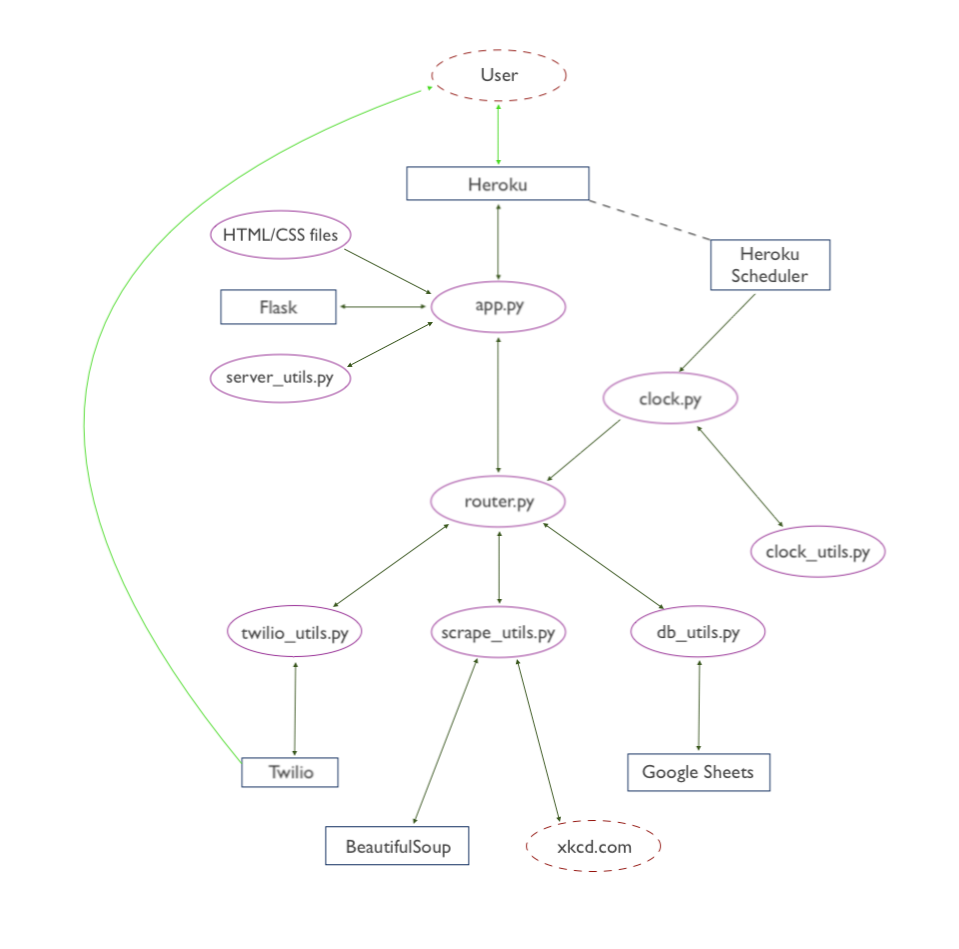 User
Heroku
HTML/CSS files
Heroku
Scheduler
Flask
app.py
server_utils.py
clock.py
router.py
clock_utils.py
twilio_utils.py
scrape_utils.py
db_utils.py
Twilio
Google Sheets
BeautifulSoup
xkcd.com